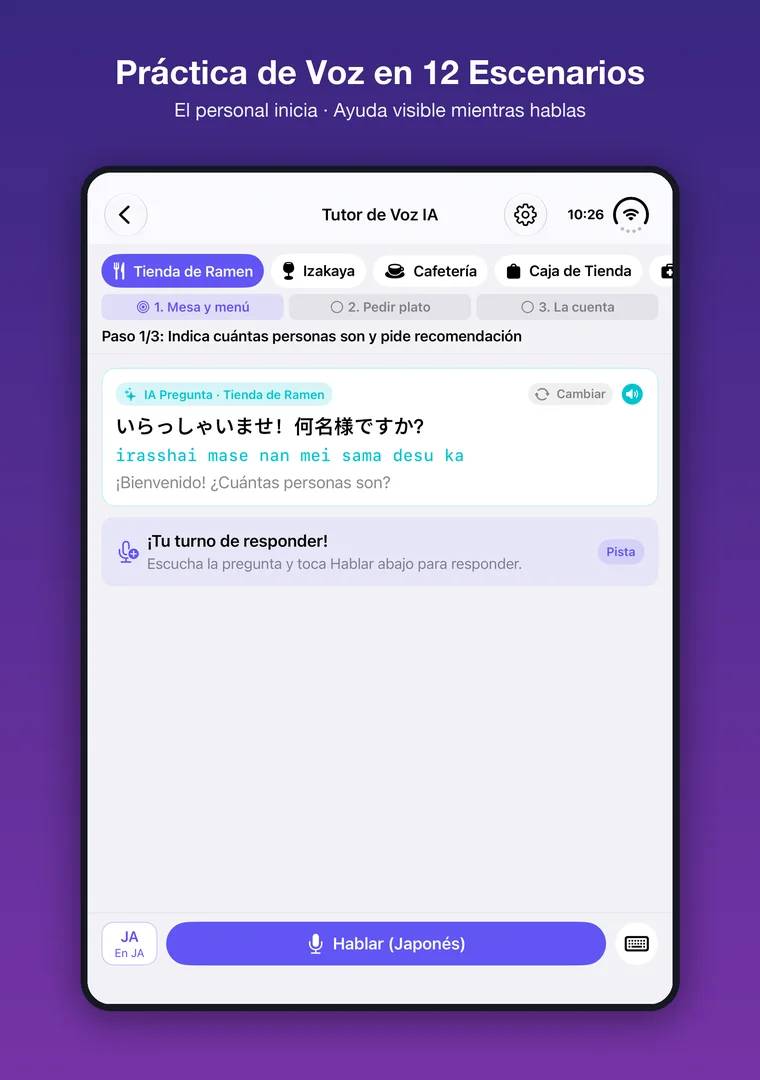 Práctica de Voz en 12 Escenarios
El personal inicia · Ayuda visible mientras hablas
Tutor de Voz IA
10:26
Tienda de Ramen
Izakaya
Cafetería
Caja de Tienda
1. Mesa y menú
2. Pedir plato
3. La cuenta
Paso 1/3: Indica cuántas personas son y pide recomendación
IA Pregunta · Tienda de Ramen
Cambiar
いらっしゃいませ！何名様ですか？
irasshai mase nan mei sama desu ka
¡Bienvenido! ¿Cuántas personas son?
¡Tu turno de responder!
Escucha la pregunta y toca Hablar abajo para responder.
Pista
JA
En JA
Hablar (Japonés)